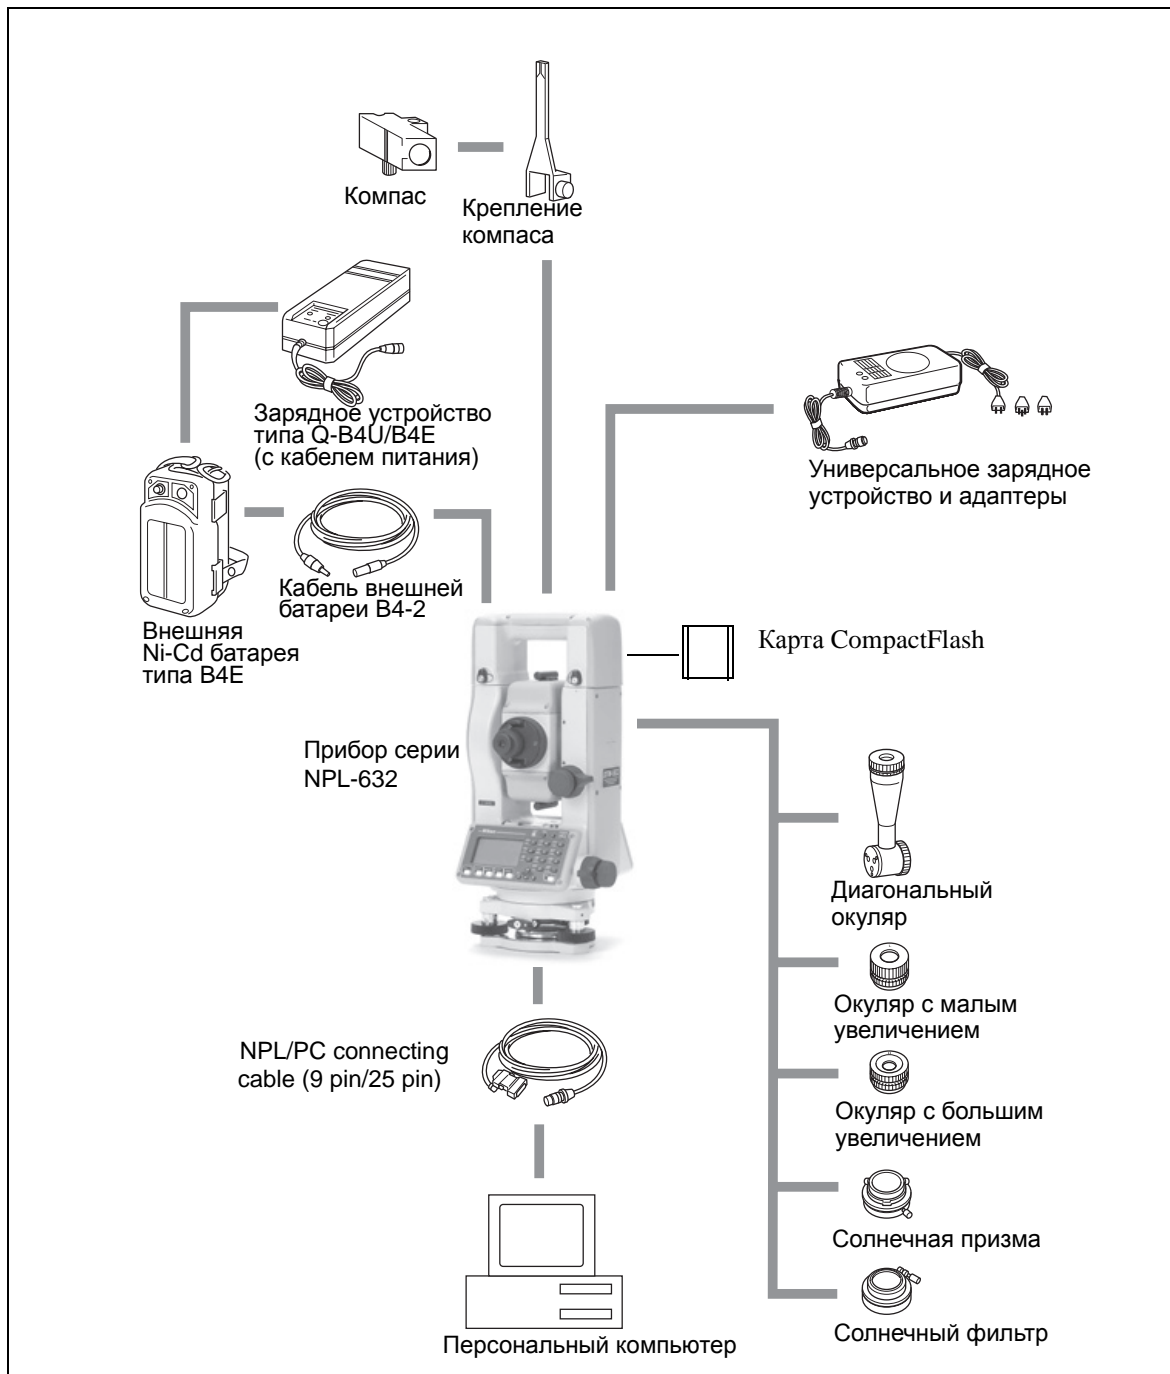 Компас
Крепление
компаса
Зарядное устройство
типа Q-B4U/B4E
(с кабелем питания)
Универсальное зарядное
устройство и адаптеры
Кабель внешней
батареи B4-2
Внешняя
Ni-Cd батарея
типа B4E
Карта CompactFlash
Прибор серии
NPL-632
Диагональный
окуляр
Окуляр с малым
увеличением
NPL/PC connecting
cable (9 pin/25 pin)
Окуляр с большим
увеличением
Солнечная призма
Солнечный фильтр
Персональный компьютер